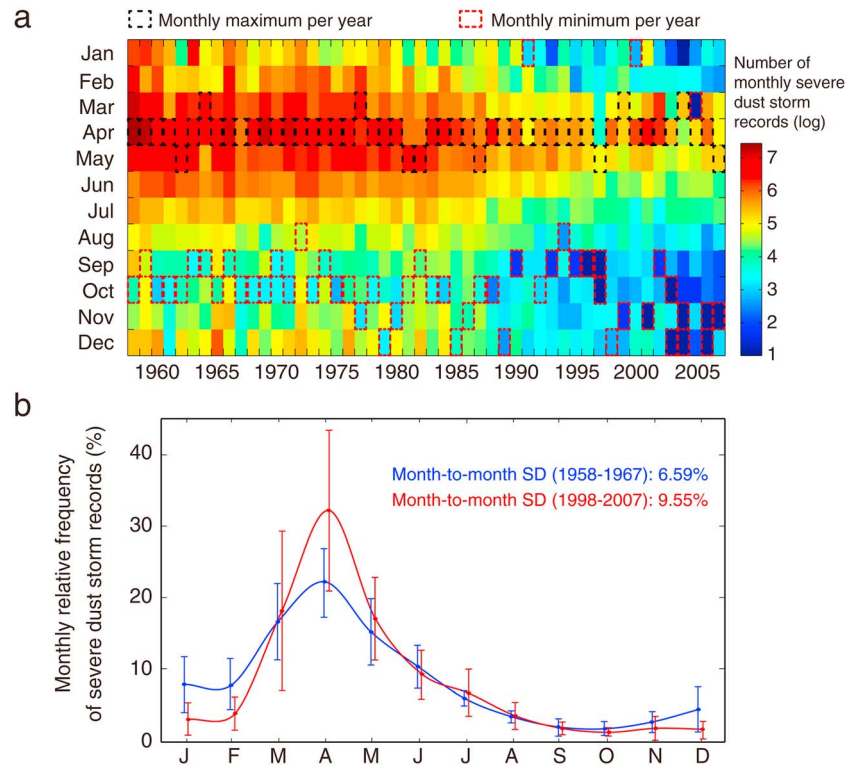 a
Monthly maximum per year
Monthly minimum per year
Jan
Feb
Mar
Apr
May
Jun
Jul
Aug
Sep
Oct
Nov
Dec
1960 1965 1970 1975 1980 1985 1990 1995 2000 2005
Number of
monthly severe
dust storm
records (log)
7
6
5
4
3
2
1
b
Monthly relative frequency
of severe dust storm records (%)
40
30
20
10
0
Month-to-month SD (1958-1967): 6.59%
Month-to-month SD (1998-2007): 9.55%
J F M A M J J A S O N D